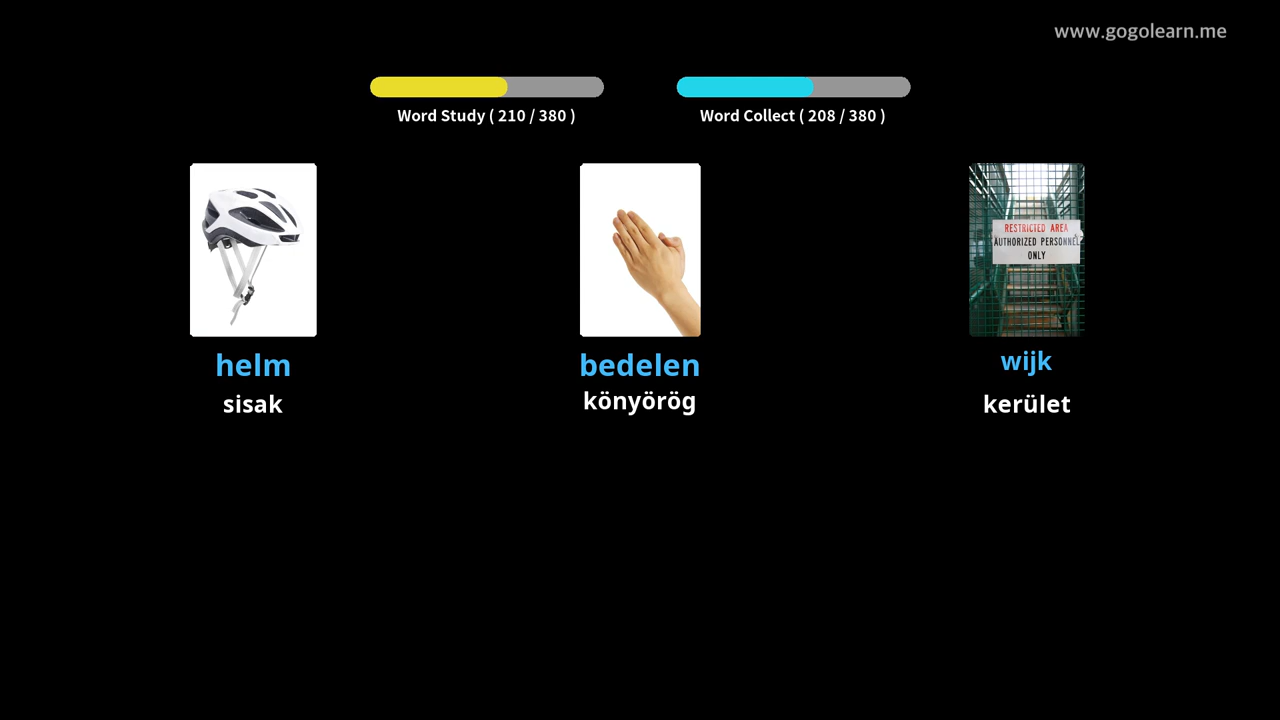 www.gogolearn.me
Word Study ( 210 / 380 )
Word Collect ( 208 / 380 )
RESTRICTED AREA
AUTHORIZED PERSONNEL
ONLY
helm
bedelen
wijk
sisak
könyörög
kerület